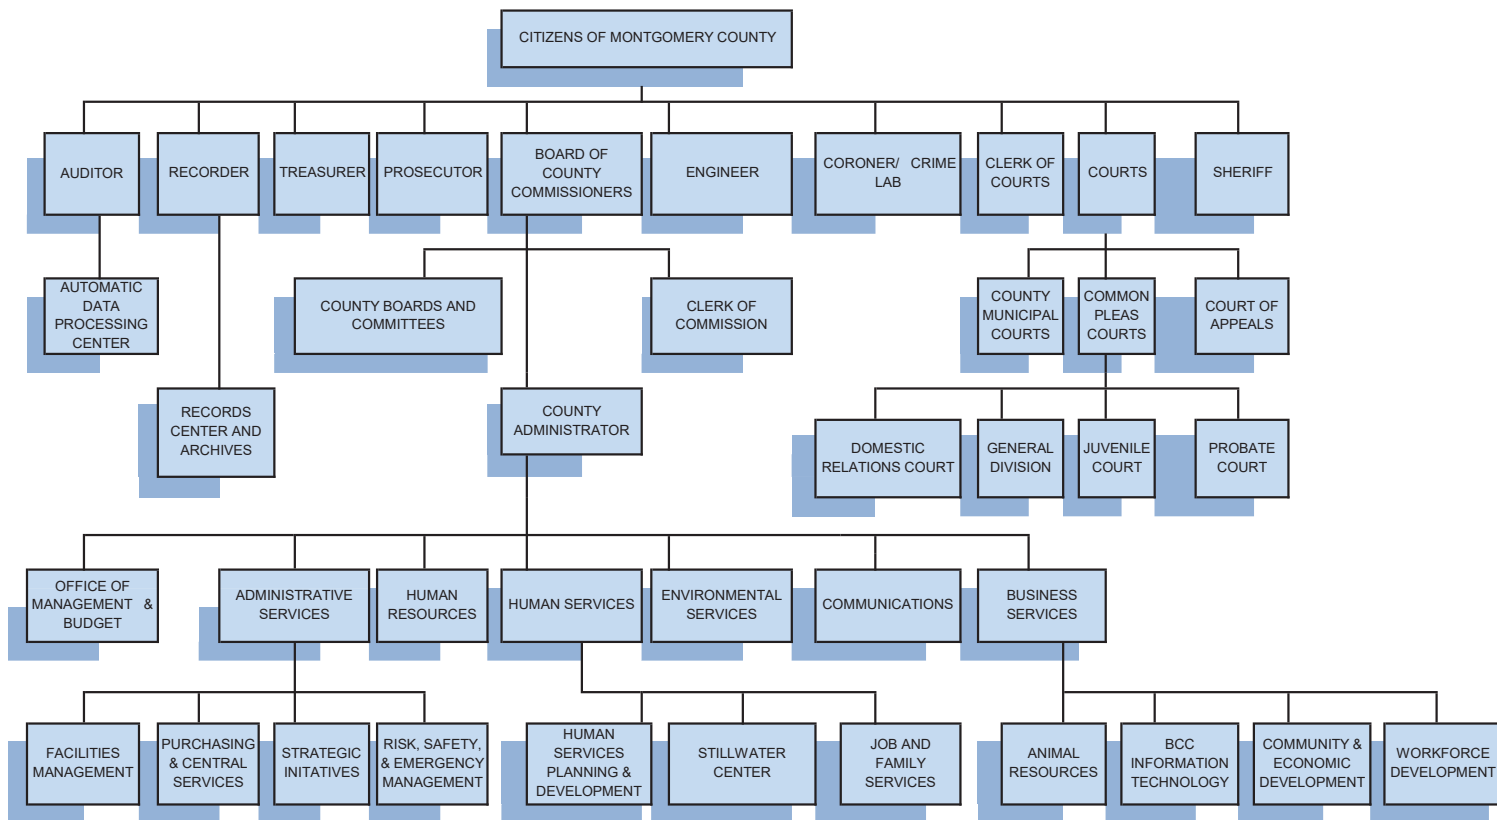 CITIZENS OF MONTGOMERY COUNTY
AUDITOR
RECORDER
TREASURER
PROSECUTOR
BOARD OF
COUNTY
COMMISSIONERS
ENGINEER
CORONER/ CRIME
LAB
CLERK OF
COURTS
COURTS
SHERIFF
AUTOMATIC
DATA
PROCESSING
CENTER
COUNTY BOARDS AND
COMMITTEES
CLERK OF
COMMISSION
COUNTY
MUNICIPAL
COURTS
COMMON
PLEAS
COURTS
COURT OF
APPEALS
RECORDS
CENTER AND
ARCHIVES
COUNTY
ADMINISTRATOR
DOMESTIC
RELATIONS COURT
GENERAL
DIVISION
JUVENILE
COURT
PROBATE
COURT
OFFICE OF
MANAGEMENT &
BUDGET
ADMINISTRATIVE
SERVICES
HUMAN
RESOURCES
HUMAN SERVICES
ENVIRONMENTAL
SERVICES
COMMUNICATIONS
BUSINESS
SERVICES
FACILITIES
MANAGEMENT
PURCHASING
& CENTRAL
SERVICES
STRATEGIC
INITATIVES
RISK, SAFETY,
& EMERGENCY
MANAGEMENT
HUMAN
SERVICES
PLANNING &
DEVELOPMENT
STILLWATER
CENTER
JOB AND
FAMILY
SERVICES
ANIMAL
RESOURCES
BCC
INFORMATION
TECHNOLOGY
COMMUNITY &
ECONOMIC
DEVELOPMENT
WORKFORCE
DEVELOPMENT